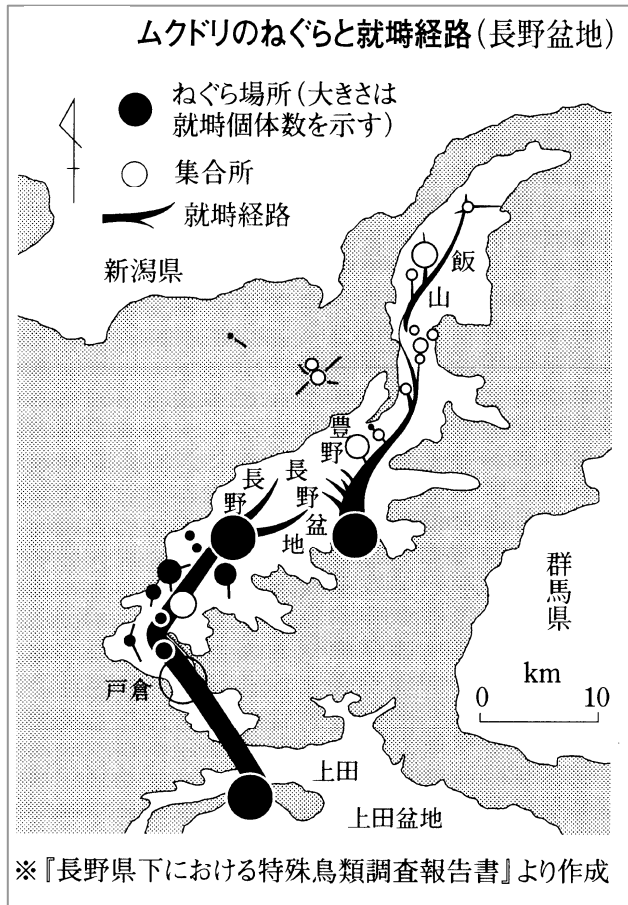 ムクドリのねぐらと就塒経路(長野盆地)
ねぐら場所(大きさは
就塒個体数を示す)
集合所
就塒経路
新潟県
飯山
豊野
長野
長野盆地
群馬県
戸倉
km
0 10
上田
上田盆地
※『長野県下における特殊鳥類調査報告書』より作成